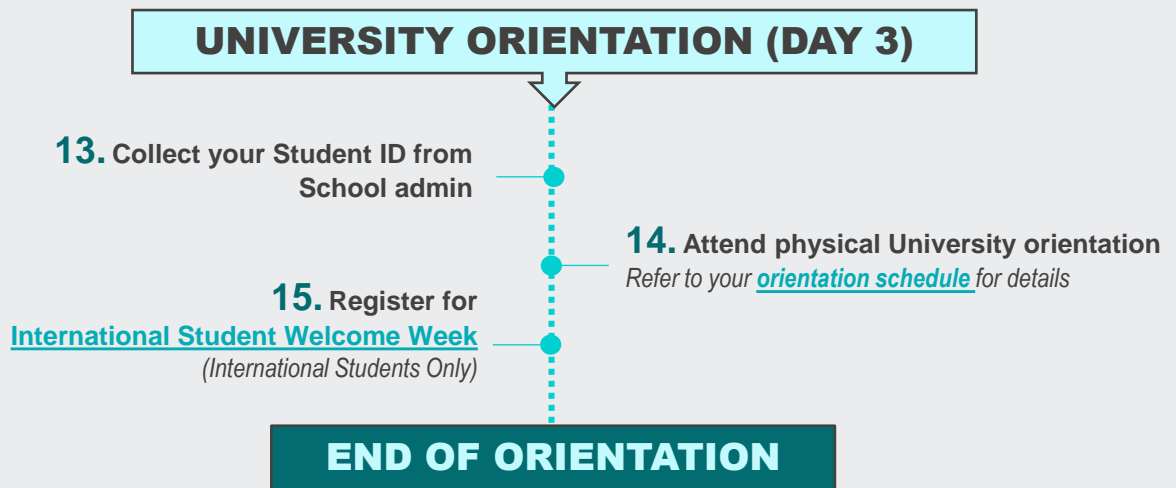 UNIVERSITY ORIENTATION (DAY 3)
13. Collect your Student ID from
School admin
14. Attend physical University orientation
Refer to your orientation schedule for details
15. Register for
International Student Welcome Week
(International Students Only)
END OF ORIENTATION